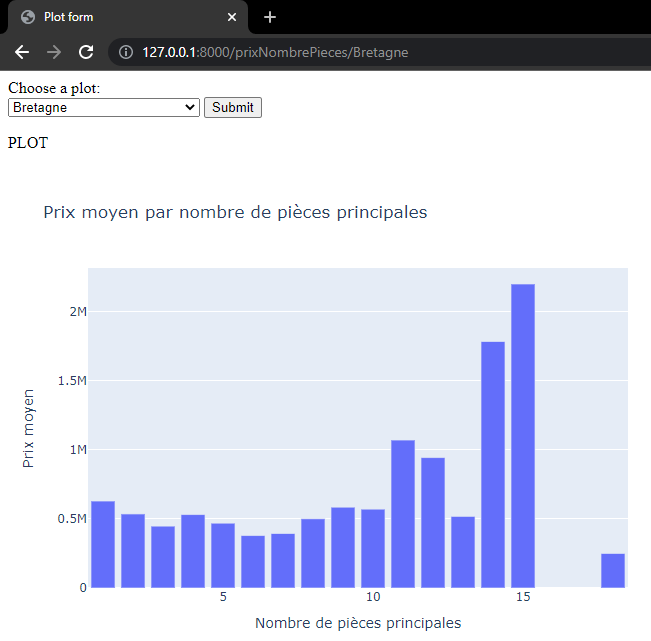 Plot form
127.0.0.1:8000/prixNombrePieces/Bretagne
Choose a plot:
Bretagne Submit
PLOT
Prix moyen par nombre de pièces principales
2M
1.5M
1M
0.5M
0
Prix moyen
5 10 15
Nombre de pièces principales